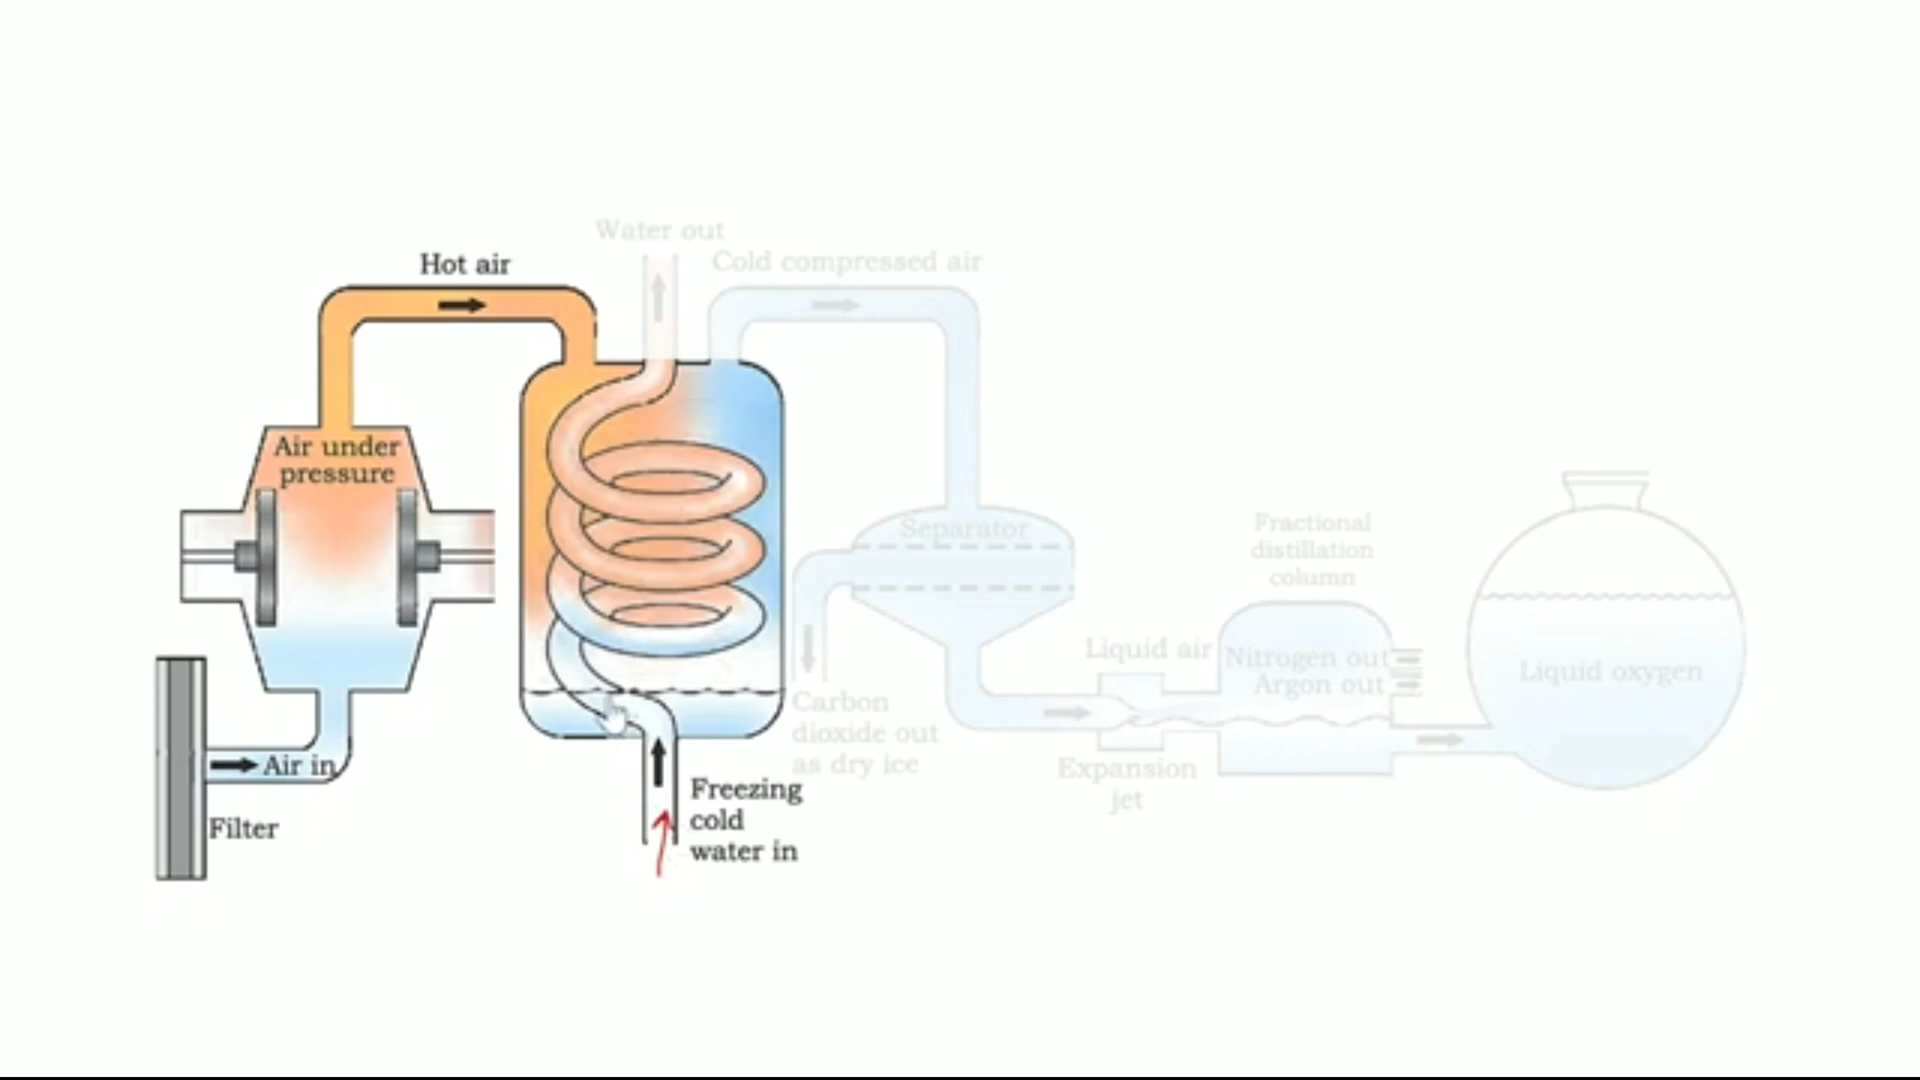 Water out
Hot air
Cold compressed air
Air under
pressure
Separator
Fractional
distillation
column
Liquid air
Nitrogen out
Argon out
Liquid oxygen
Carbon
dioxide out
as dry ice
Expansion
jet
Air in
Filter
Freezing
cold
water in